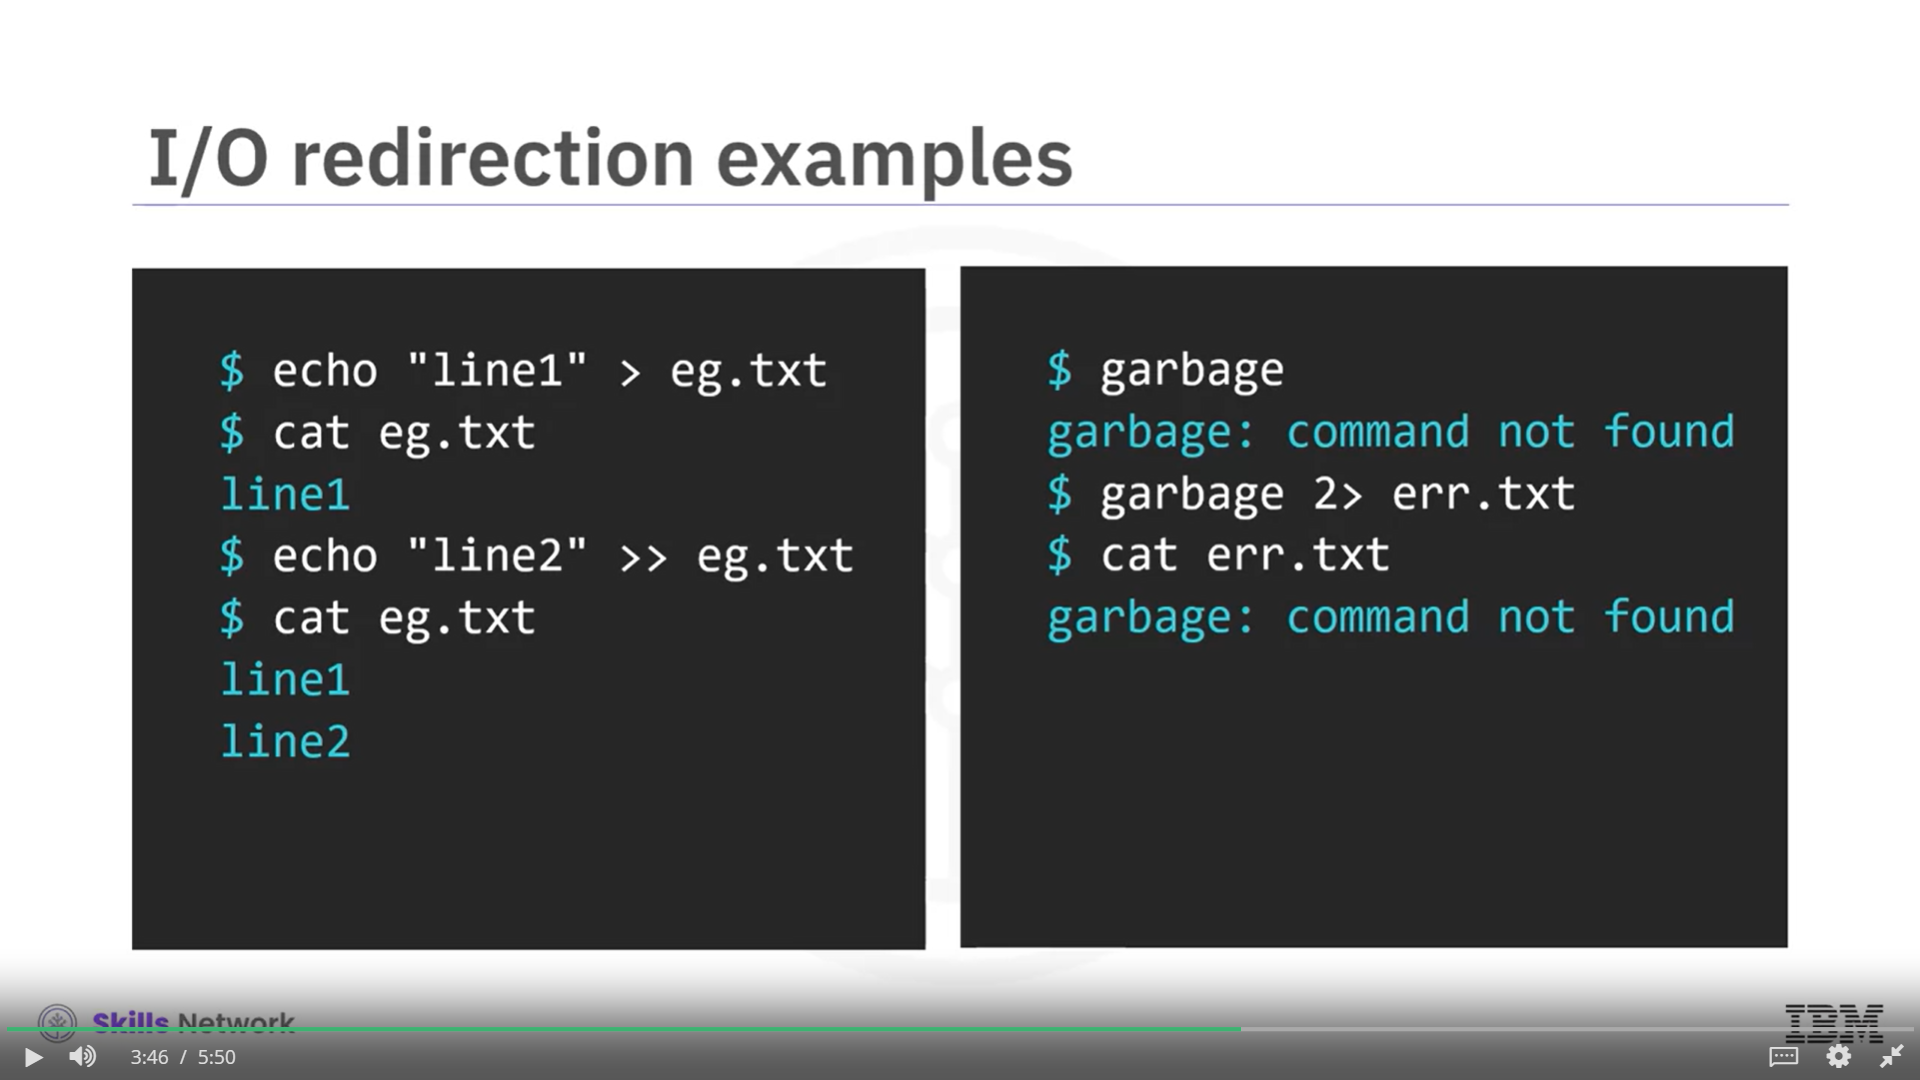 I/O redirection examples
$ echo "line1" > eg.txt
$ cat eg.txt
line1
$ echo "line2" >> eg.txt
$ cat eg.txt
line1
line2
$ garbage
garbage: command not found
$ garbage 2> err.txt
$ cat err.txt
garbage: command not found
Skills Network
IBM
3:46 / 5:50